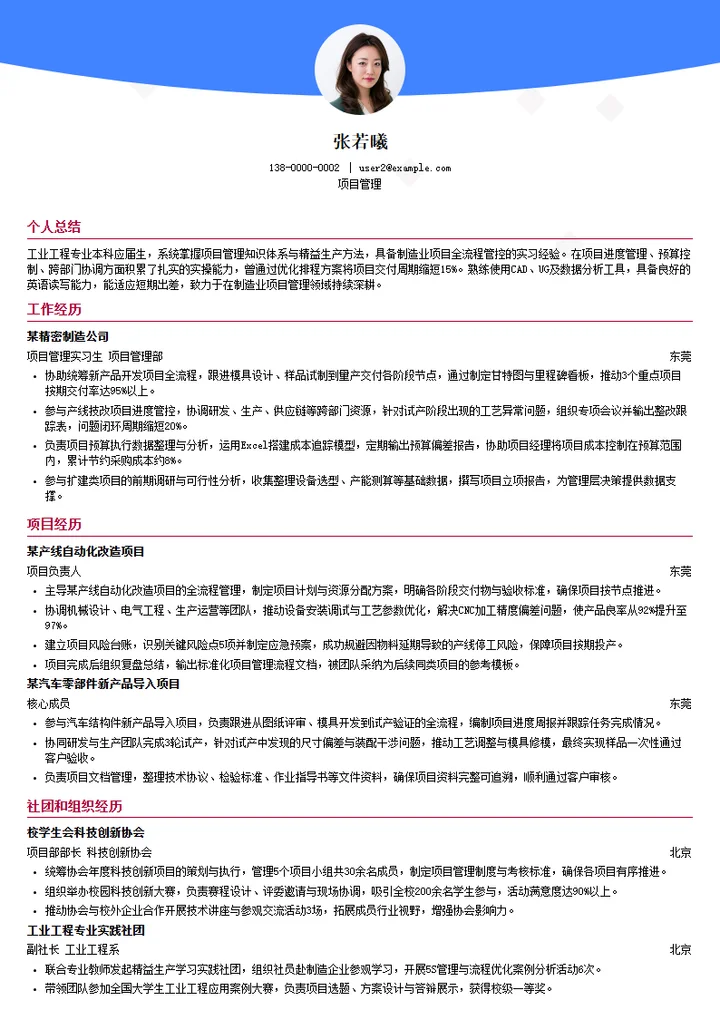 张若曦
138-0000-0002 | user2@example.com
项目管理
个人总结
工业工程专业本科应届生，系统掌握项目管理知识体系与精益生产方法，具备制造业项目全流程管控的实习经验。在项目进度管理、预算控
制、跨部门协调方面积累了扎实的实操能力，曾通过优化排程方案将项目交付周期缩短15%。熟练使用CAD、UG及数据分析工具，具备良好的
英语读写能力，能适应短期出差，致力于在制造业项目管理领域持续深耕。
工作经历
某精密制造公司
项目管理实习生 项目管理部 东莞
• 协助统筹新产品开发项目全流程，跟进模具设计、样品试制到量产交付各阶段节点，通过制定甘特图与里程碑看板，推动3个重点项目
按期交付率达95%以上。
• 参与产线技改项目进度管控，协调研发、生产、供应链等跨部门资源，针对试产阶段出现的工艺异常问题，组织专项会议并输出整改跟
踪表，问题闭环周期缩短20%。
• 负责项目预算执行数据整理与分析，运用Excel搭建成本追踪模型，定期输出预算偏差报告，协助项目经理将项目成本控制在预算范围
内，累计节约采购成本约8%。
• 参与扩建类项目的前期调研与可行性分析，收集整理设备选型、产能测算等基础数据，撰写项目立项报告，为管理层决策提供数据支
撑。
项目经历
某产线自动化改造项目
项目负责人 东莞
• 主导某产线自动化改造项目的全流程管理，制定项目计划与资源分配方案，明确各阶段交付物与验收标准，确保项目按节点推进。
• 协调机械设计、电气工程、生产运营等团队，推动设备安装调试与工艺参数优化，解决CNC加工精度偏差问题，使产品良率从92%提升至
97%。
• 建立项目风险台账，识别关键风险点5项并制定应急预案，成功规避因物料延期导致的产线停工风险，保障项目按期投产。
• 项目完成后组织复盘总结，输出标准化项目管理流程文档，被团队采纳为后续同类项目的参考模板。
某汽车零部件新产品导入项目
核心成员 东莞
• 参与汽车结构件新产品导入项目，负责跟进从图纸评审、模具开发到试产验证的全流程，编制项目进度周报并跟踪任务完成情况。
• 协同研发与生产团队完成3轮试产，针对试产中发现的尺寸偏差与装配干涉问题，推动工艺调整与模具修模，最终实现样品一次性通过
客户验收。
• 负责项目文档管理，整理技术协议、检验标准、作业指导书等文件资料，确保项目资料完整可追溯，顺利通过客户审核。
社团和组织经历
校学生会科技创新协会
项目部部长 科技创新协会 北京
• 统筹协会年度科技创新项目的策划与执行，管理5个项目小组共30余名成员，制定项目管理制度与考核标准，确保各项目有序推进。
• 组织举办校园科技创新大赛，负责赛程设计、评委邀请与现场协调，吸引全校200余名学生参与，活动满意度达90%以上。
• 推动协会与校外企业合作开展技术讲座与参观交流活动3场，拓展成员行业视野，增强协会影响力。
工业工程专业实践社团
副社长 工业工程系 北京
• 联合专业教师发起精益生产学习实践社团，组织社员赴制造企业参观学习，开展5S管理与流程优化案例分析活动6次。
• 带领团队参加全国大学生工业工程应用案例大赛，负责项目选题、方案设计与答辩展示，获得校级一等奖。